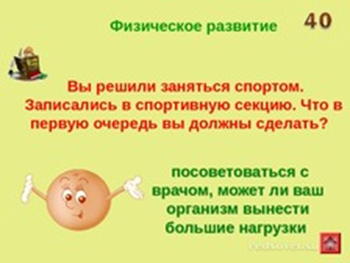 Физическое развитие
40
Вы решили заняться спортом.
Записались в спортивную секцию. Что в
первую очередь вы должны сделать?
посоветоваться с
врачом, может ли ваш
организм вынести
большие нагрузки